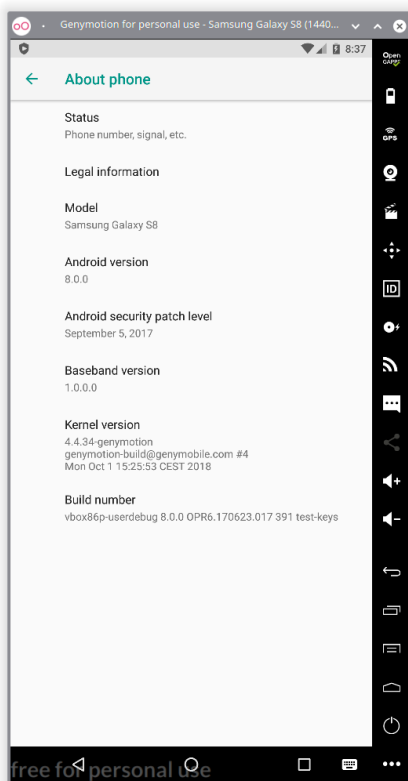 Genymotion for personal use - Samsung Galaxy S8 (1440...
8:37
Open
GAPPS
About phone
Status
Phone number, signal, etc.
GPS
Legal information
Model
Samsung Galaxy S8
Android version
8.0.0
ID
Android security patch level
September 5, 2017
Baseband version
1.0.0.0
Kernel version
4.4.34-genymotion
genymotion-build@genymobile.com #4
Mon Oct 1 15:25:53 CEST 2018
Build number
vbox86p-userdebug 8.0.0 OPR6.170623.017 391 test-keys
free for personal use